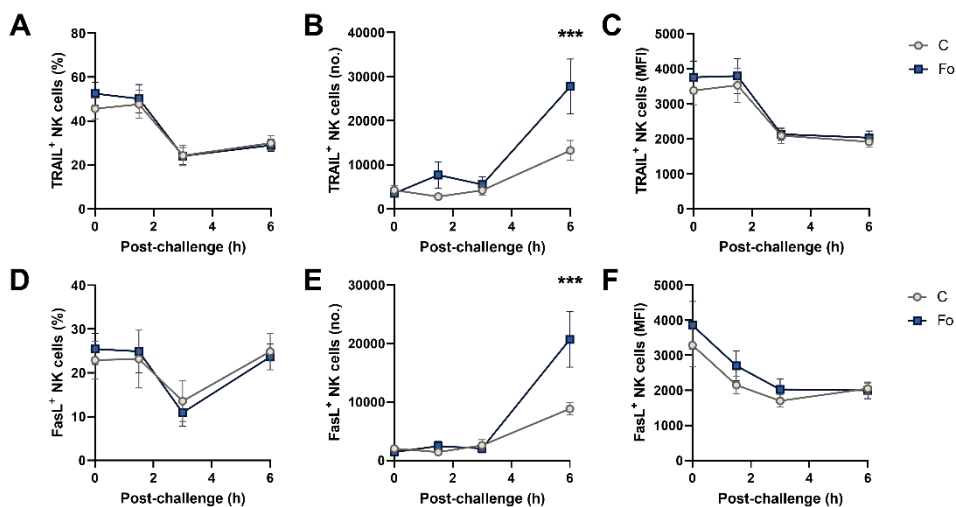 A
TRAIL⁺ NK cells (%)
80
60
40
20
0
0 2 4 6
Post-challenge (h)
B
TRAIL⁺ NK cells (no.)
40000
30000
20000
10000
0
***
0 2 4 6
Post-challenge (h)
C
TRAIL⁺ NK cells (MFI)
5000
4000
3000
2000
1000
0
0 2 4 6
Post-challenge (h)
C
Fo
D
FasL⁺ NK cells (%)
40
30
20
10
0
0 2 4 6
Post-challenge (h)
E
FasL⁺ NK cells (no.)
30000
20000
10000
0
***
0 2 4 6
Post-challenge (h)
F
FasL⁺ NK cells (MFI)
5000
4000
3000
2000
1000
0
0 2 4 6
Post-challenge (h)
C
Fo